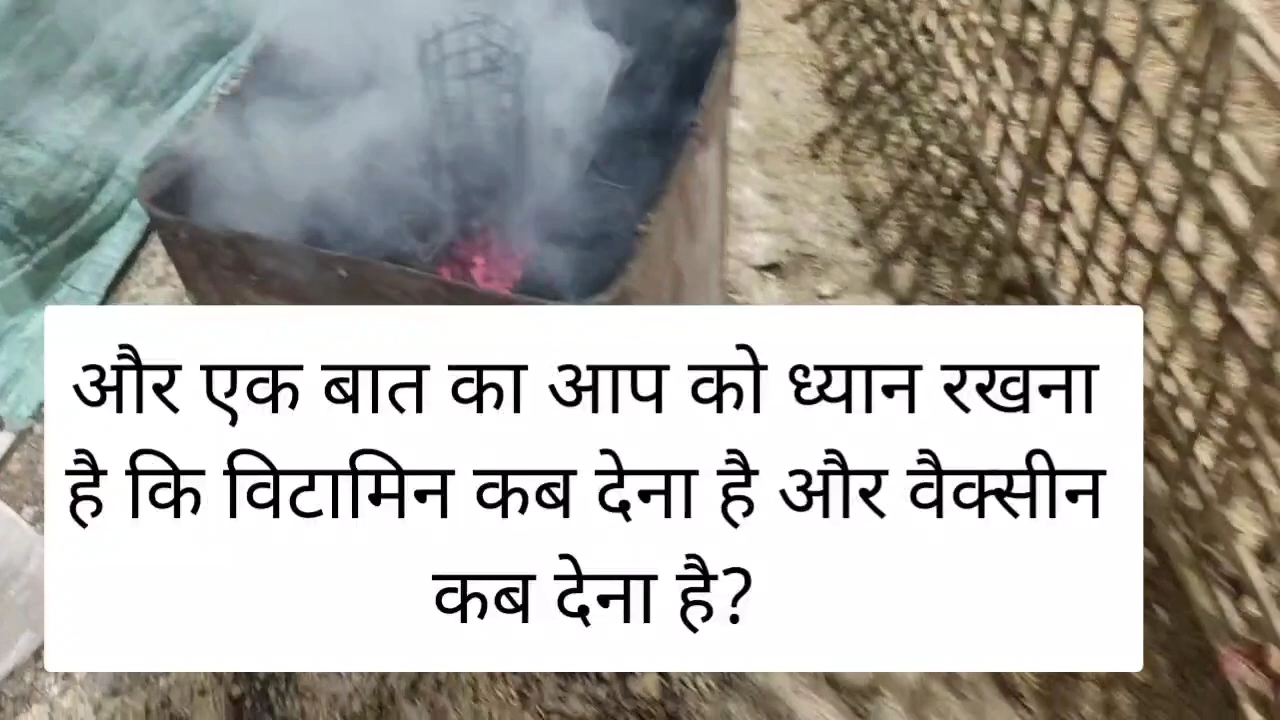 और एक बात का आप को ध्यान रखना
है कि विटामिन कब देना है और वैक्सीन
कब देना है?